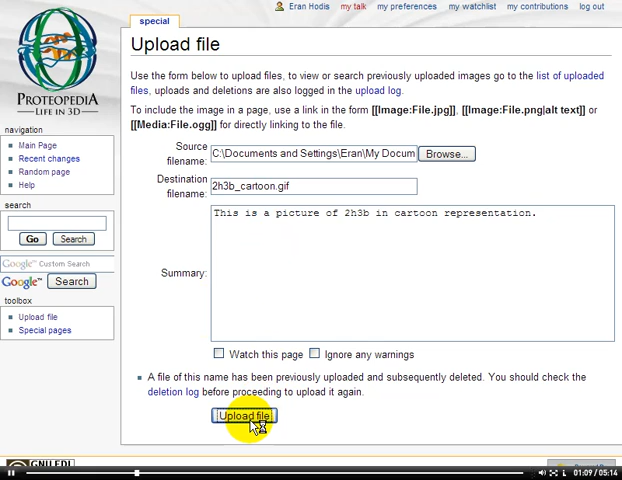 Eran Hodis my talk my preferences my watchlist my contributions log out
special
Upload file
Use the form below to upload files, to view or search previously uploaded images go to the list of uploaded
files, uploads and deletions are also logged in the upload log.
To include the image in a page, use a link in the form [[Image:File.jpg]], [[Image:File.png|alt text]] or
[[Media:File.ogg]] for directly linking to the file.
PROTEOPEDIA
LIFE IN 3D
navigation
Main Page
Recent changes
Random page
Help
search
Go Search
Google™ Custom Search
Google™ Search
toolbox
Upload file
Special pages
Source
filename:
C:\Documents and Settings\Eran\My Docum
Browse...
Destination
filename:
2h3b_cartoon.gif
Summary:
This is a picture of 2h3b in cartoon representation.
Watch this page Ignore any warnings
A file of this name has been previously uploaded and subsequently deleted. You should check the
deletion log before proceeding to upload it again.
Upload file
01:09 / 05:14